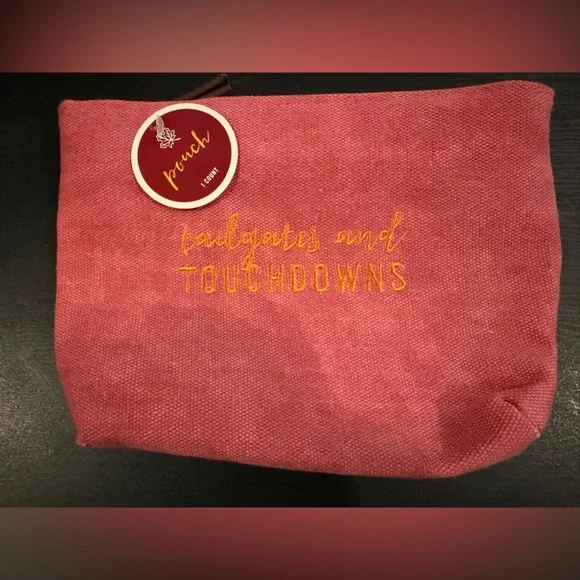 pouch
1 COUNT
tailgates and
TOUCHDOWNS